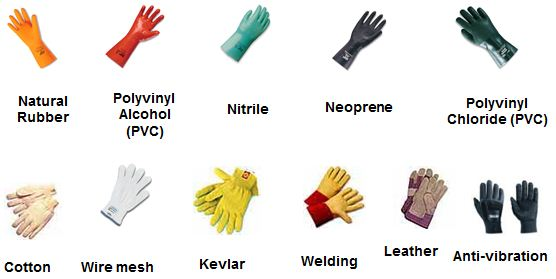 Natural
Rubber
Polyvinyl
Alcohol
(PVC)
Nitrile
Neoprene
Polyvinyl
Chloride (PVC)
Cotton
Wire mesh
Kevlar
Welding
Leather
Anti-vibration